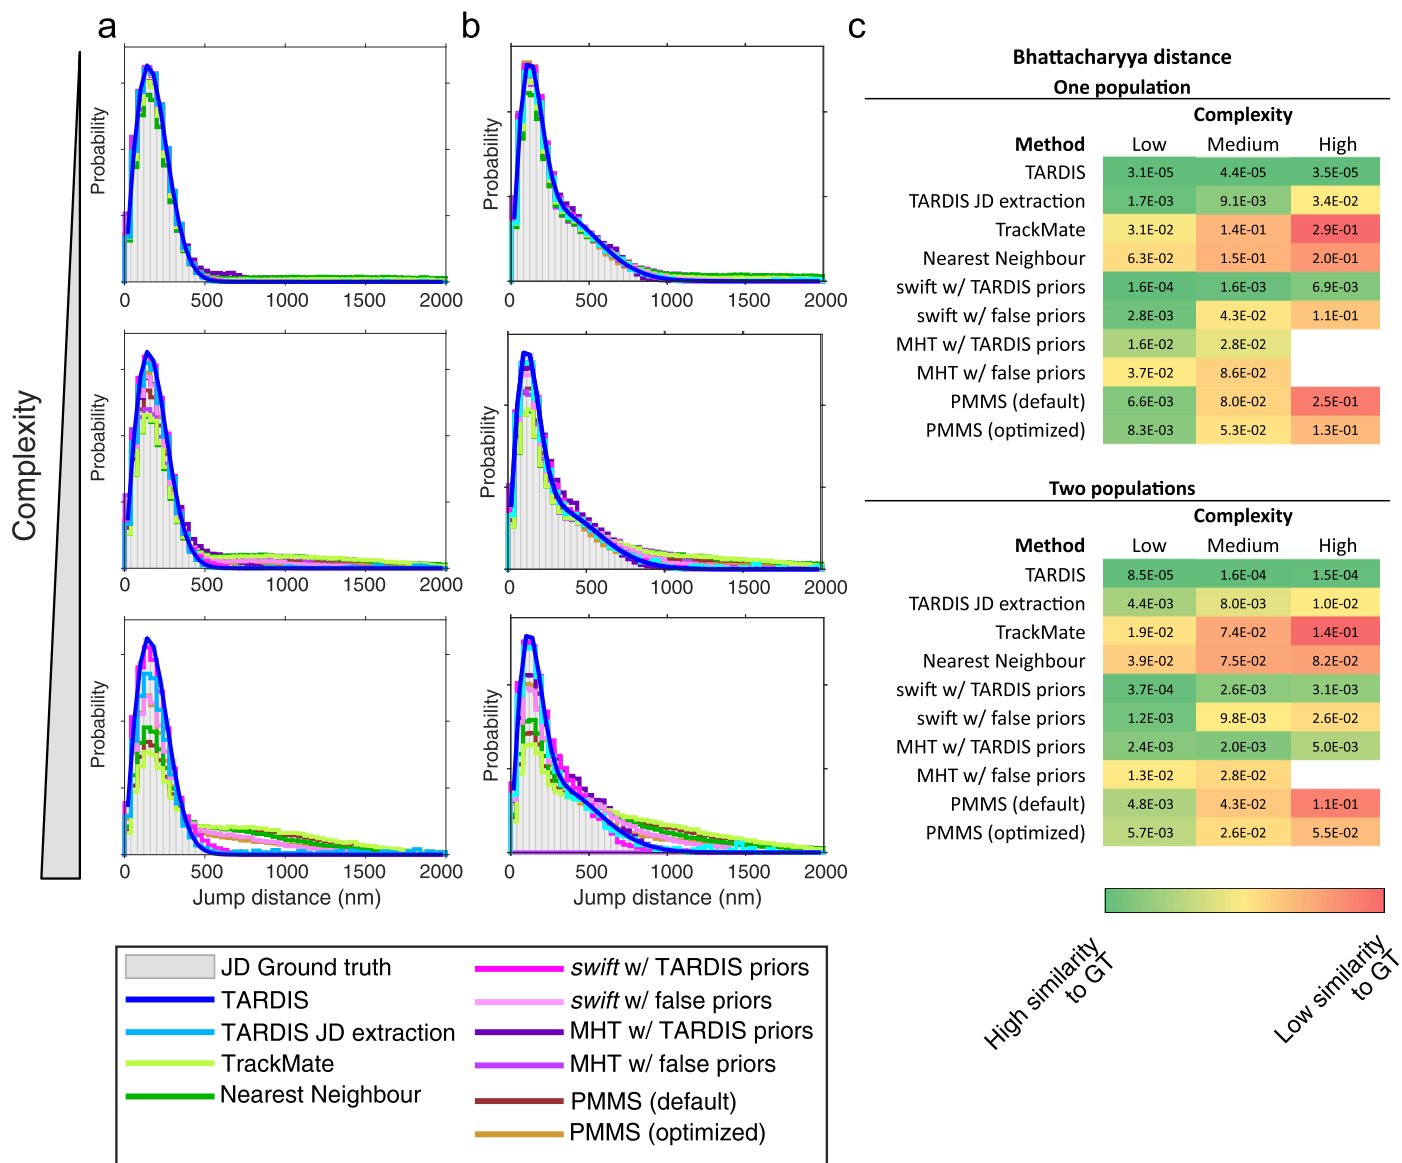 a
b
c
Complexity
Probability
0 500 1000 1500 2000
Probability
0 500 1000 1500 2000
Probability
0 500 1000 1500 2000
Jump distance (nm)
Probability
0 500 1000 1500 2000
Probability
0 500 1000 1500 2000
Probability
0 500 1000 1500 2000
Jump distance (nm)
Bhattacharyya distance
One population
Complexity
Method Low Medium High
TARDIS 3.1E-05 4.4E-05 3.5E-05
TARDIS JD extraction 1.7E-03 9.1E-03 3.4E-02
TrackMate 3.1E-02 1.4E-01 2.9E-01
Nearest Neighbour 6.3E-02 1.5E-01 2.0E-01
swift w/ TARDIS priors 1.6E-04 1.6E-03 6.9E-03
swift w/ false priors 2.8E-03 4.3E-02 1.1E-01
MHT w/ TARDIS priors 1.6E-02 2.8E-02
MHT w/ false priors 3.7E-02 8.6E-02
PMMS (default) 6.6E-03 8.0E-02 2.5E-01
PMMS (optimized) 8.3E-03 5.3E-02 1.3E-01
Two populations
Complexity
Method Low Medium High
TARDIS 8.5E-05 1.6E-04 1.5E-04
TARDIS JD extraction 4.4E-03 8.0E-03 1.0E-02
TrackMate 1.9E-02 7.4E-02 1.4E-01
Nearest Neighbour 3.9E-02 7.5E-02 8.2E-02
swift w/ TARDIS priors 3.7E-04 2.6E-03 3.1E-03
swift w/ false priors 1.2E-03 9.8E-03 2.6E-02
MHT w/ TARDIS priors 2.4E-03 2.0E-03 5.0E-03
MHT w/ false priors 1.3E-02 2.8E-02
PMMS (default) 4.8E-03 4.3E-02 1.1E-01
PMMS (optimized) 5.7E-03 2.6E-02 5.5E-02
High similarity
to GT
Low similarity
to GT
JD Ground truth
TARDIS
TARDIS JD extraction
TrackMate
Nearest Neighbour
swift w/ TARDIS priors
swift w/ false priors
MHT w/ TARDIS priors
MHT w/ false priors
PMMS (default)
PMMS (optimized)